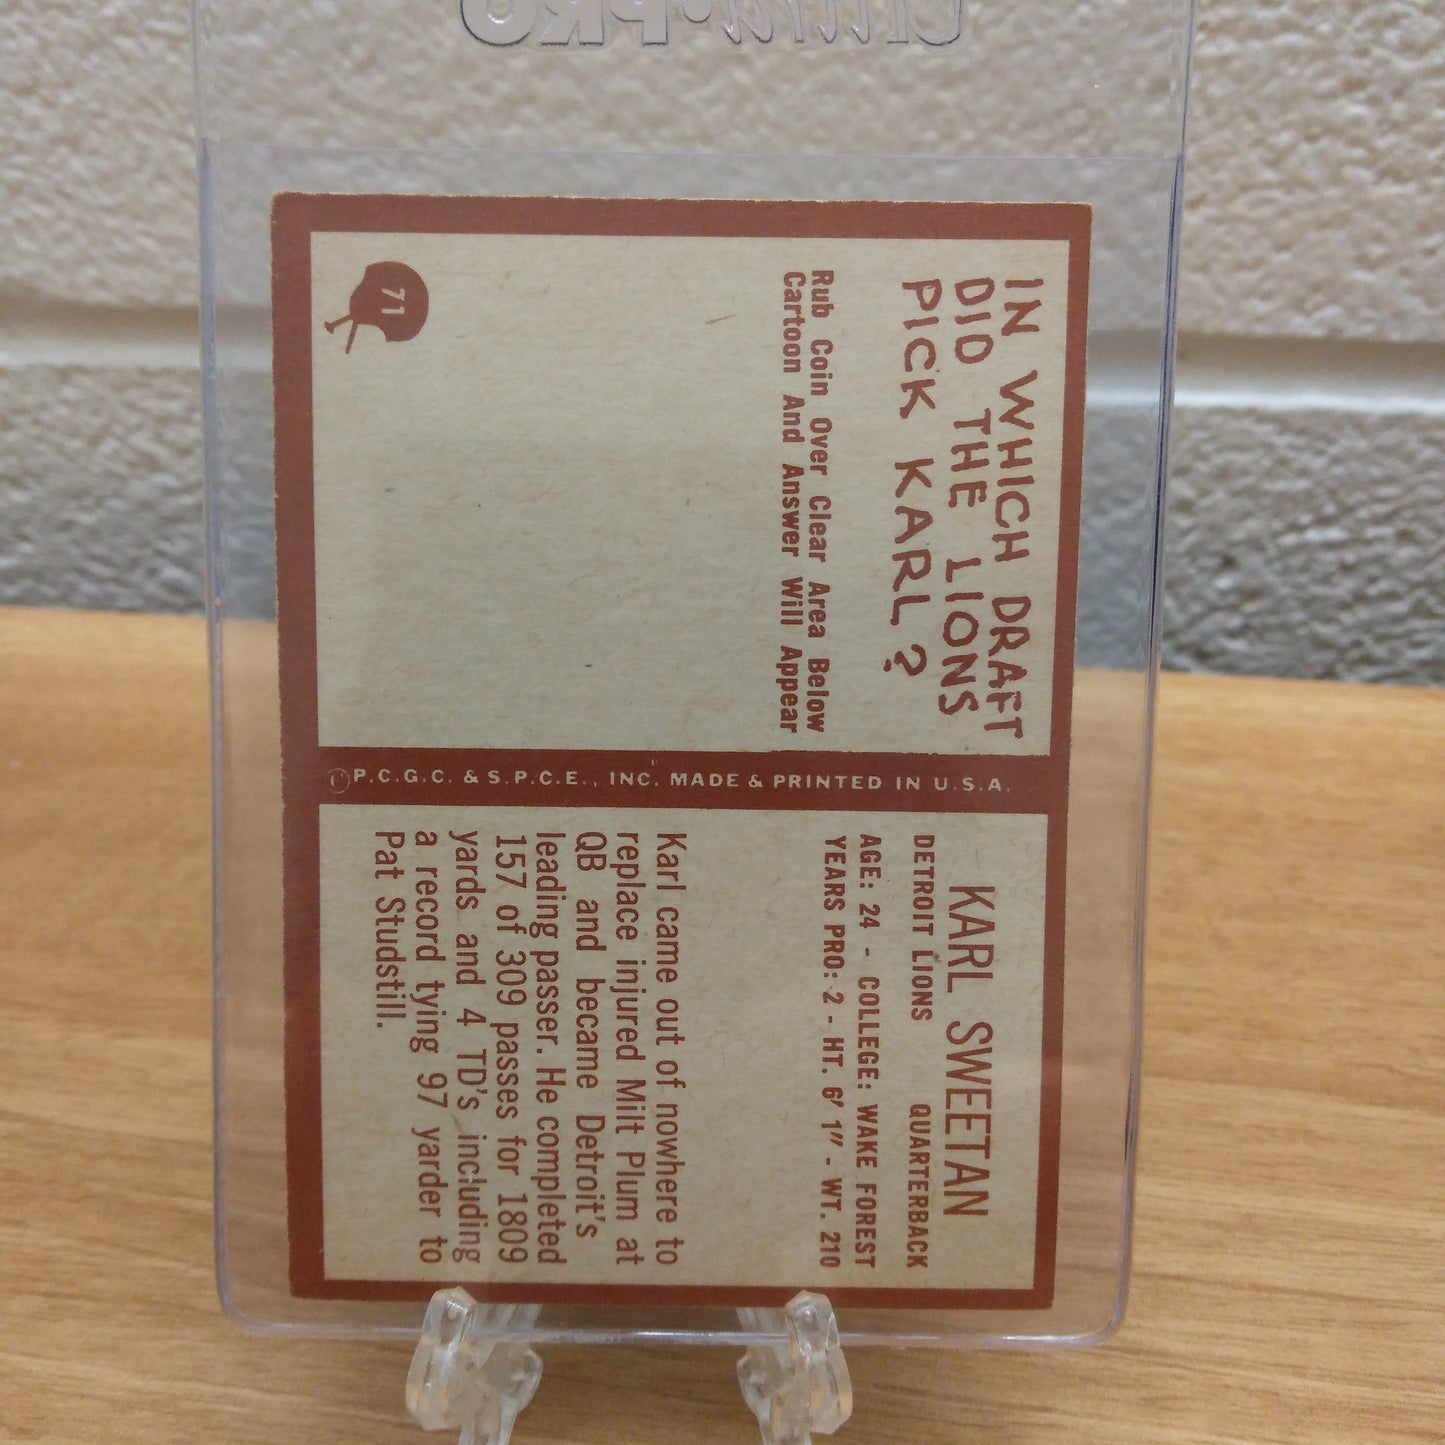 IN WHICH DRAFT
DID THE LIONS
PICK KARL?
Rub Coin Over Clear Area Below
Cartoon And Answer Will Appear
71
©P.C.G.C. & S.P.C.E., INC. MADE & PRINTED IN U.S.A.
KARL SWEETAN
DETROIT LIONS QUARTERBACK
AGE: 24 - COLLEGE: WAKE FOREST
YEARS PRO: 2 - HT. 6' 1" - WT. 210
Karl came out of nowhere to
replace injured Milt Plum at
QB and became Detroit's
leading passer. He completed
157 of 309 passes for 1809
yards and 4 TD's including
a record tying 97 yarder to
Pat Studstill.